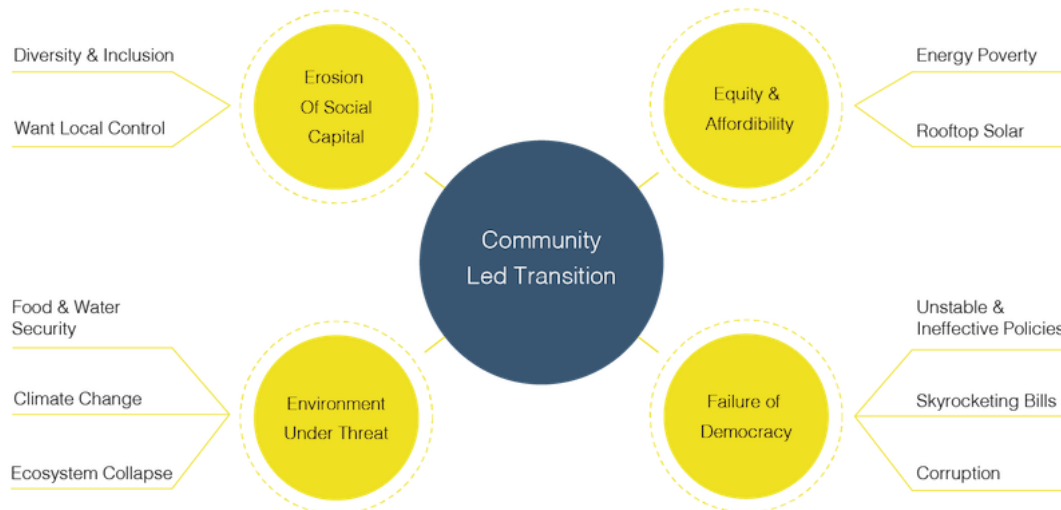 Diversity & Inclusion
Want Local Control
Erosion
Of Social
Capital
Equity &
Affordibility
Energy Poverty
Rooftop Solar
Community
Led Transition
Food & Water
Security
Climate Change
Ecosystem Collapse
Environment
Under Threat
Failure of
Democracy
Unstable &
Ineffective Policies
Skyrocketing Bills
Corruption